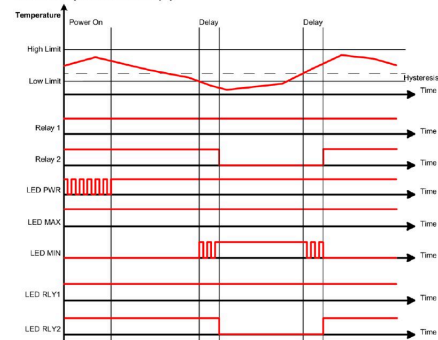 Temperature
Power On
Delay
Delay
High Limit
Low Limit
Hysteresis
Time
Relay 1
Time
Relay 2
Time
LED PWR
Time
LED MAX
Time
LED MIN
Time
LED RLY1
Time
LED RLY2
Time